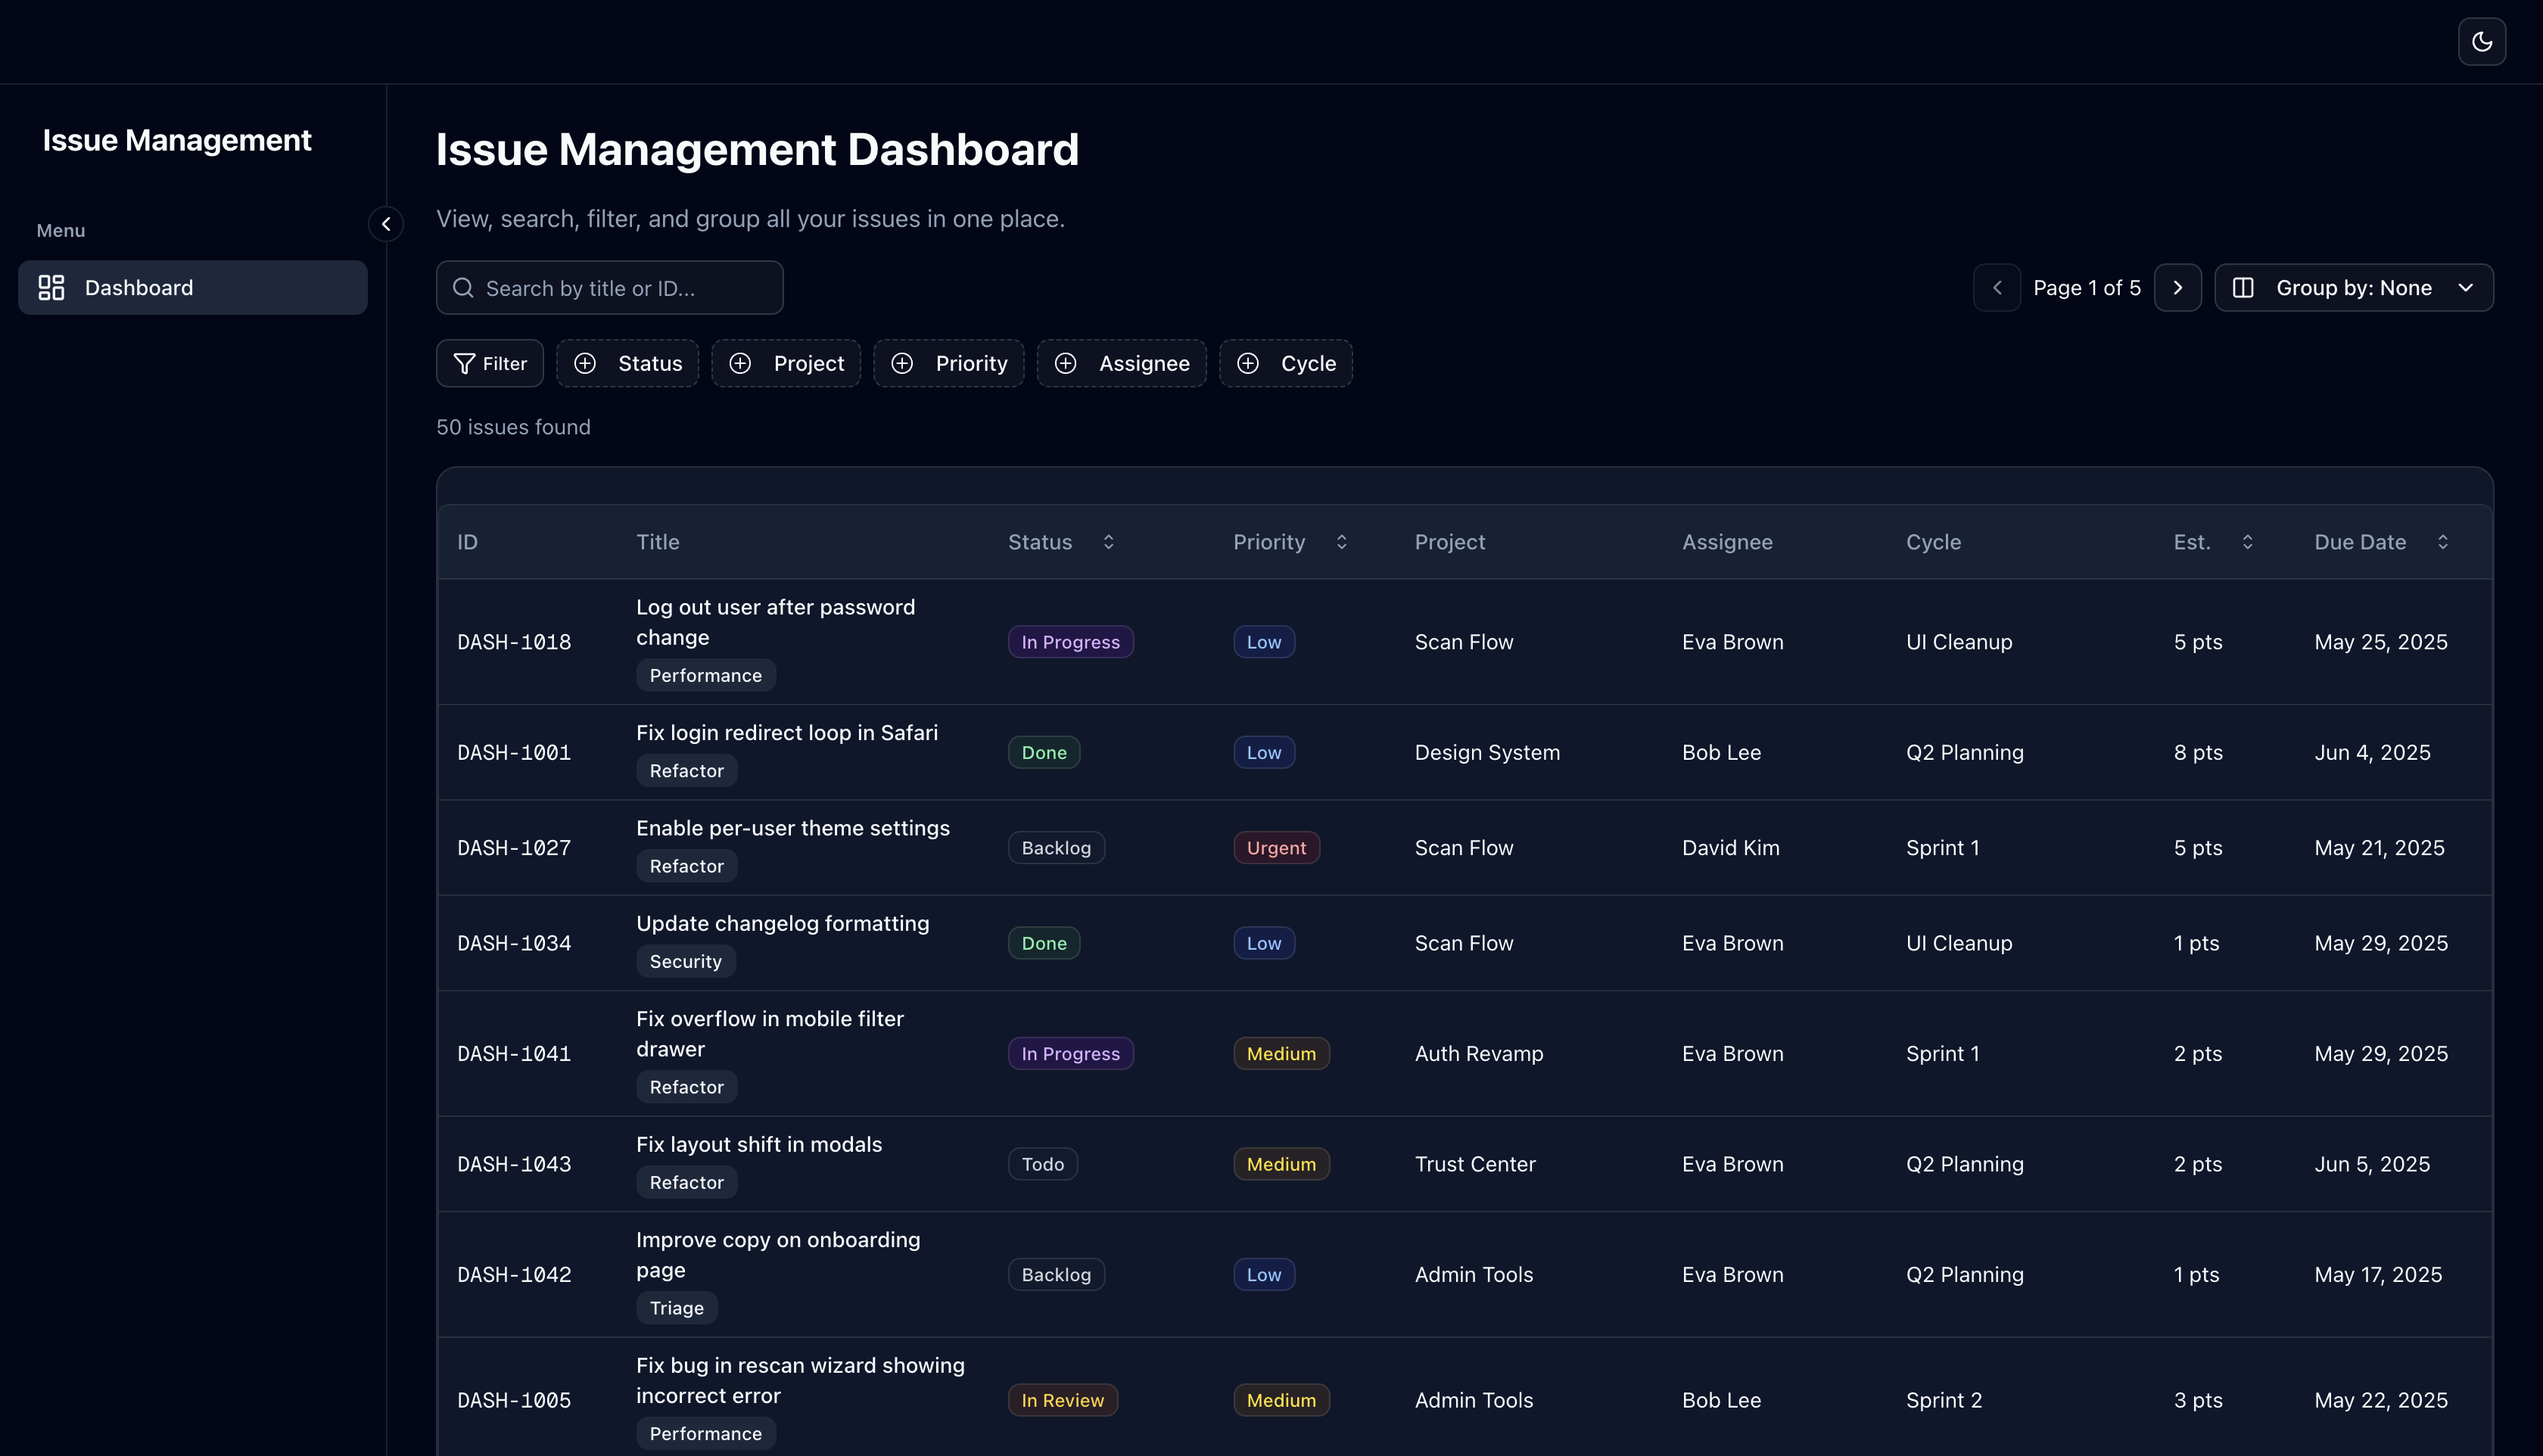 Issue Management
Menu
Dashboard
Issue Management Dashboard
View, search, filter, and group all your issues in one place.
Search by title or ID...
Page 1 of 5
Group by: None
Filter
Status
Project
Priority
Assignee
Cycle
50 issues found
ID Title Status Priority Project Assignee Cycle Est. Due Date
Log out user after password
change
DASH-1018 In Progress Low Scan Flow Eva Brown UI Cleanup 5 pts May 25, 2025
Performance
Fix login redirect loop in Safari
DASH-1001 Done Low Design System Bob Lee Q2 Planning 8 pts Jun 4, 2025
Refactor
Enable per-user theme settings
DASH-1027 Backlog Urgent Scan Flow David Kim Sprint 1 5 pts May 21, 2025
Refactor
Update changelog formatting
DASH-1034 Done Low Scan Flow Eva Brown UI Cleanup 1 pts May 29, 2025
Security
Fix overflow in mobile filter
drawer
DASH-1041 In Progress Medium Auth Revamp Eva Brown Sprint 1 2 pts May 29, 2025
Refactor
Fix layout shift in modals
DASH-1043 Todo Medium Trust Center Eva Brown Q2 Planning 2 pts Jun 5, 2025
Refactor
Improve copy on onboarding
page
DASH-1042 Backlog Low Admin Tools Eva Brown Q2 Planning 1 pts May 17, 2025
Triage
Fix bug in rescan wizard showing
incorrect error
DASH-1005 In Review Medium Admin Tools Bob Lee Sprint 2 3 pts May 22, 2025
Performance